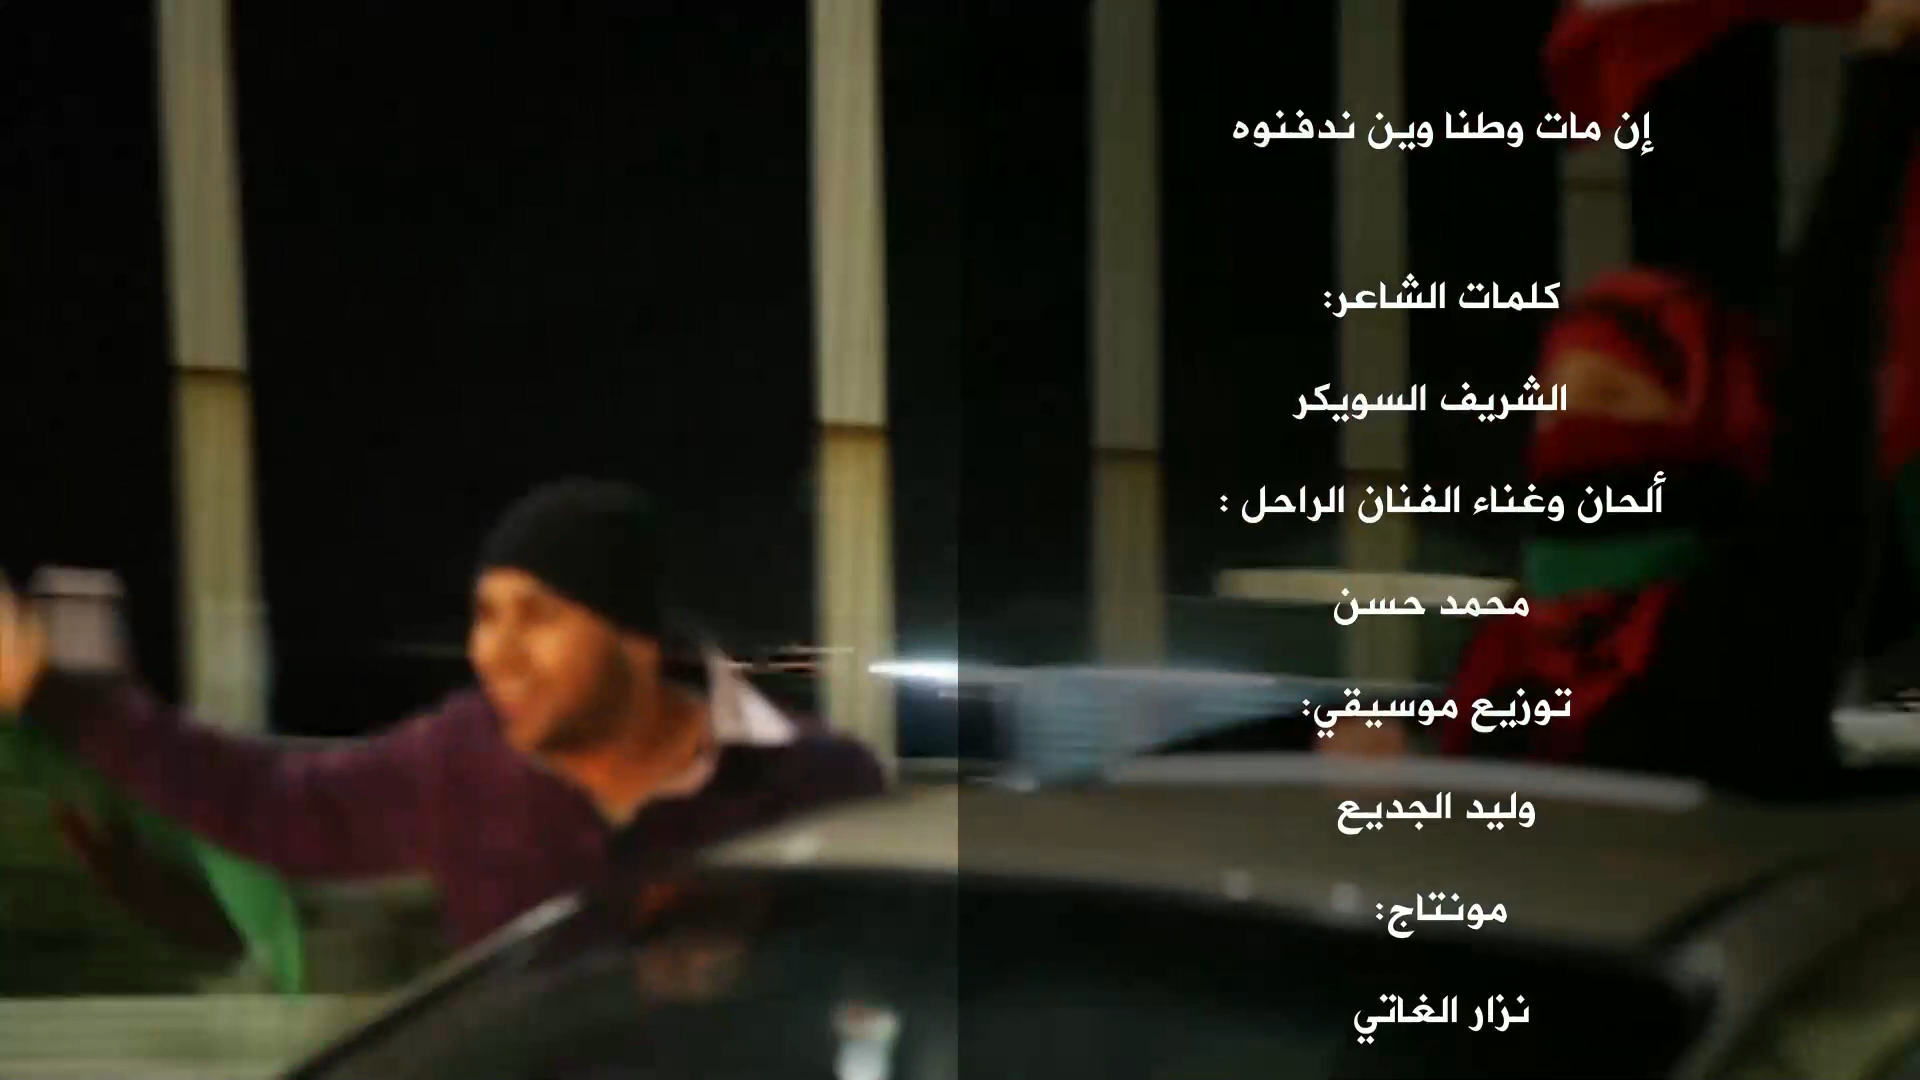 إن مات وطنا وين ندفنوه
كلمات الشاعر:
الشريف السويكر
ألحان وغناء الفنان الراحل :
محمد حسن
توزيع موسيقي:
وليد الجديع
مونتاج:
نزار الغاتي